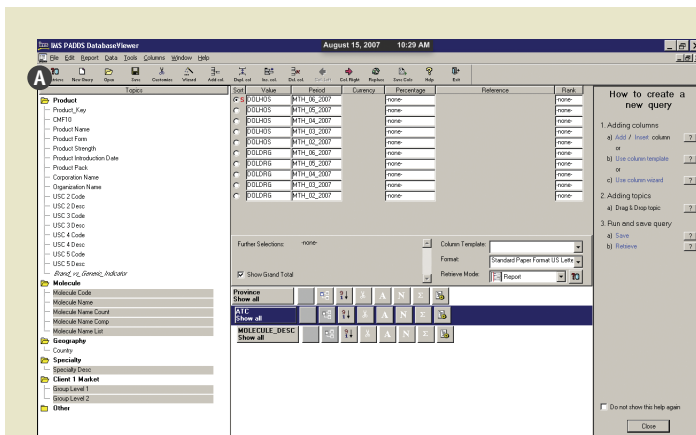 IMS PADDS DatabaseViewer
August 15, 2007 10:29 AM
File Edit Report Data Tools Columns Window Help
A
Retrieve New Query Open Save Customize Wizard Add col. Dupl. col Ins. col. Del. col. Col. Left Col. Right Replace Save Calc Help Exit
Topics
Product
Product_Key
CMF10
Product Name
Product Form
Product Strength
Product Introduction Date
Product Pack
Corporation Name
Organization Name
USC 2 Code
USC 2 Desc
USC 3 Code
USC 3 Desc
USC 4 Code
USC 4 Desc
USC 5 Code
USC 5 Desc
Brand_vs_Generic_Indicator
Molecule
Molecule Code
Molecule Name
Molecule Name Count
Molecule Name Comp
Molecule Name List
Geography
Country
Specialty
Specialty Desc
Client 1 Market
Group Level 1
Group Level 2
Other
Sort Value Period Currency Percentage Reference Rank
S DOLHOS MTH_06_2007 -none- -none-
DOLHOS MTH_05_2007 -none- -none-
DOLHOS MTH_04_2007 -none- -none-
DOLHOS MTH_03_2007 -none- -none-
DOLHOS MTH_02_2007 -none- -none-
DOLDRG MTH_06_2007 -none- -none-
DOLDRG MTH_05_2007 -none- -none-
DOLDRG MTH_04_2007 -none- -none-
DOLDRG MTH_03_2007 -none- -none-
DOLDRG MTH_02_2007 -none- -none-
Further Selections: -none-
Show Grand Total
Column Template:
Format: Standard Paper Format US Lette
Retrieve Mode: Report
Province
Show all
A N Σ
ATC
Show all
A N Σ
MOLECULE_DESC
Show all
A N Σ
How to create a
new query
1. Adding columns
a) Add / Insert column ?
or
b) Use column template ?
or
c) Use column wizard ?
2. Adding topics
a) Drag & Drop topic ?
3. Run and save query
a) Save ?
b) Retrieve ?
Do not show this help again
Close